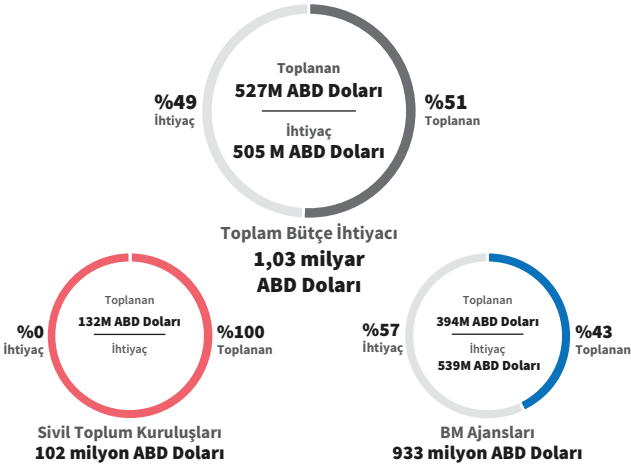 Toplanan
527M ABD Doları
%49
İhtiyaç
%51
Toplanan
İhtiyaç
505 M ABD Doları
Toplam Bütçe İhtiyacı
1,03 milyar
ABD Doları
Toplanan
132M ABD Doları
%0
İhtiyaç
%100
Toplanan
İhtiyaç
Sivil Toplum Kuruluşları
102 milyon ABD Doları
Toplanan
394M ABD Doları
%57
İhtiyaç
%43
Toplanan
İhtiyaç
539M ABD Doları
BM Ajansları
933 milyon ABD Doları